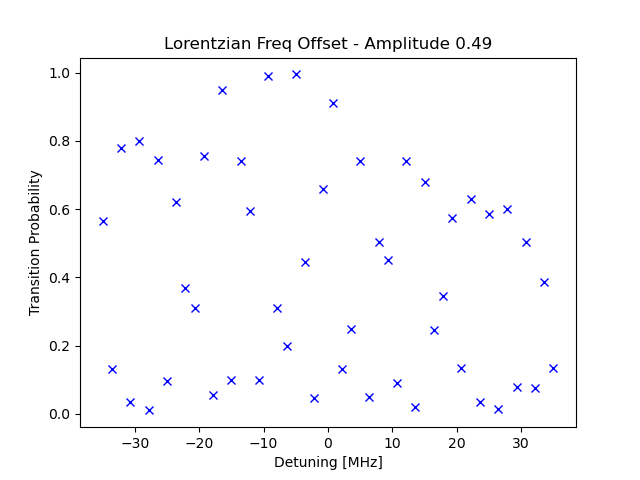 Lorentzian Freq Offset - Amplitude 0.49
Transition Probability
1.0
0.8
0.6
0.4
0.2
0.0
−30 −20 −10 0 10 20 30
Detuning [MHz]